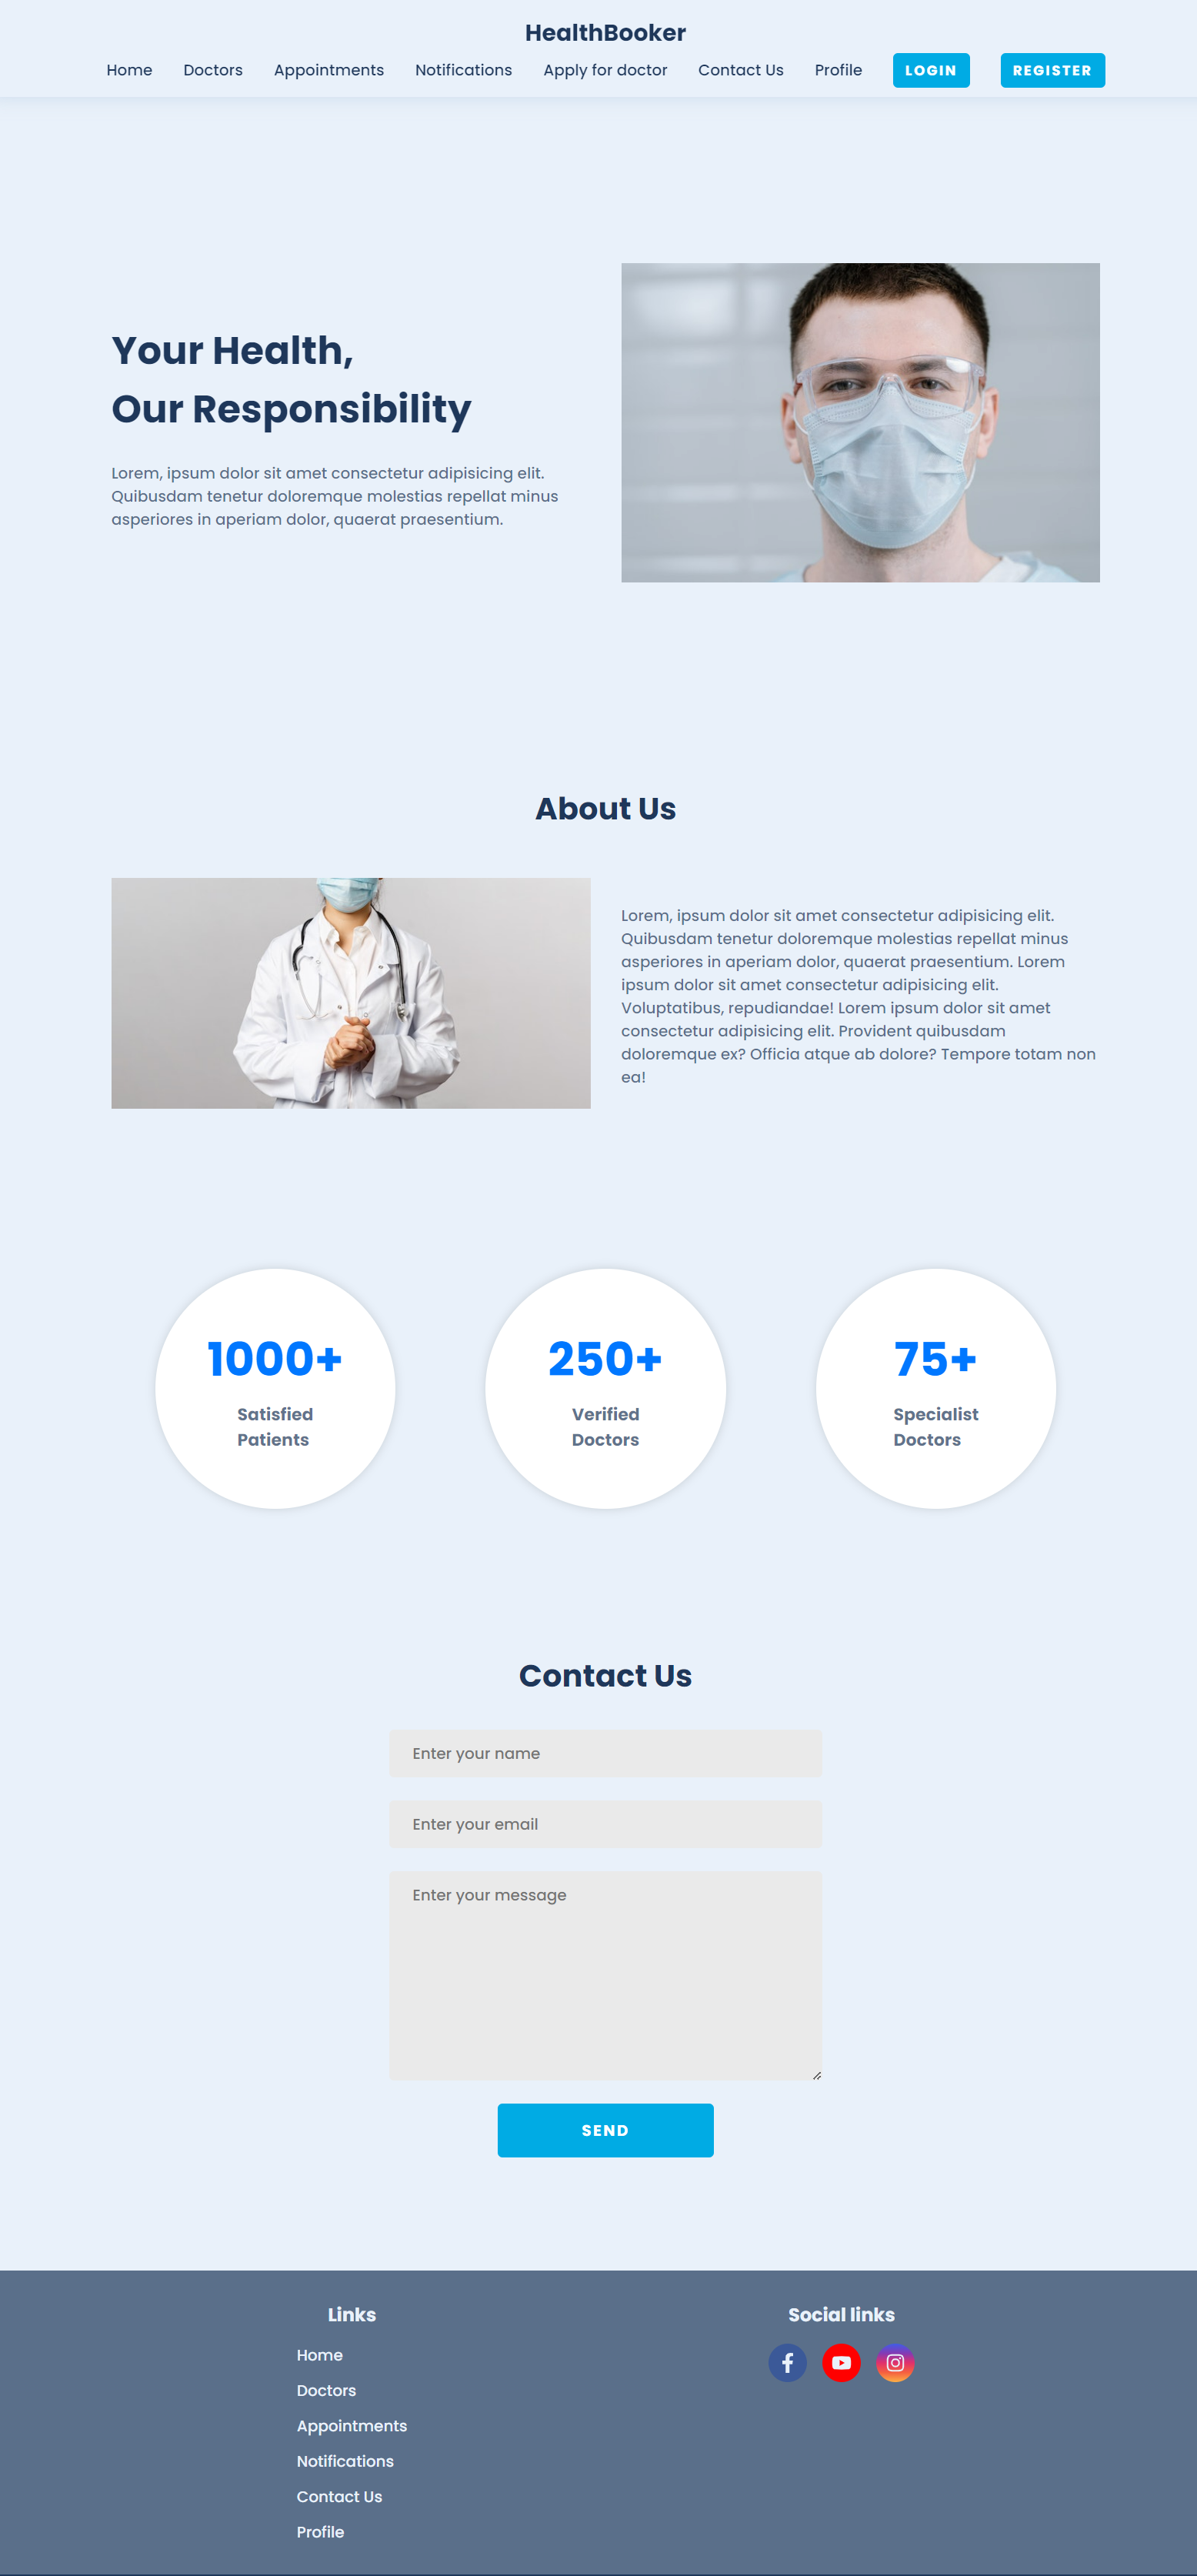 HealthBooker
Home Doctors Appointments Notifications Apply for doctor Contact Us Profile LOGIN REGISTER
Your Health,
Our Responsibility
Lorem, ipsum dolor sit amet consectetur adipisicing elit.
Quibusdam tenetur doloremque molestias repellat minus
asperiores in aperiam dolor, quaerat praesentium.
About Us
Lorem, ipsum dolor sit amet consectetur adipisicing elit.
Quibusdam tenetur doloremque molestias repellat minus
asperiores in aperiam dolor, quaerat praesentium. Lorem
ipsum dolor sit amet consectetur adipisicing elit.
Voluptatibus, repudiandae! Lorem ipsum dolor sit amet
consectetur adipisicing elit. Provident quibusdam
doloremque ex? Officia atque ab dolore? Tempore totam non
ea!
1000+
Satisfied
Patients
250+
Verified
Doctors
75+
Specialist
Doctors
Contact Us
Enter your name
Enter your email
Enter your message
SEND
Links
Home
Doctors
Appointments
Notifications
Contact Us
Profile
Social links